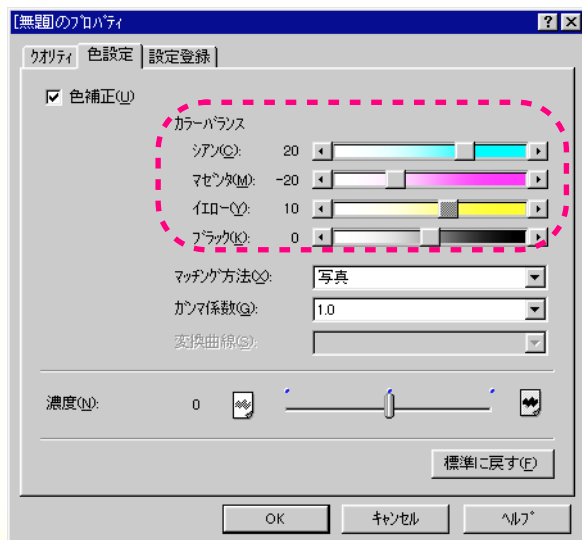 [無題]のﾌﾟﾛﾊﾟﾃｨ
ｸｵﾘﾃｨ 色設定 設定登録
色補正(U)
ｶﾗｰﾊﾞﾗﾝｽ
ｼｱﾝ(C): 20
ﾏｾﾞﾝﾀ(M): -20
ｲｴﾛｰ(Y): 10
ﾌﾞﾗｯｸ(K): 0
ﾏｯﾁﾝｸﾞ方法(X): 写真
ｶﾞﾝﾏ係数(G): 1.0
変換曲線(S):
濃度(N): 0
標準に戻す(F)
OK ｷｬﾝｾﾙ ﾍﾙﾌﾟ